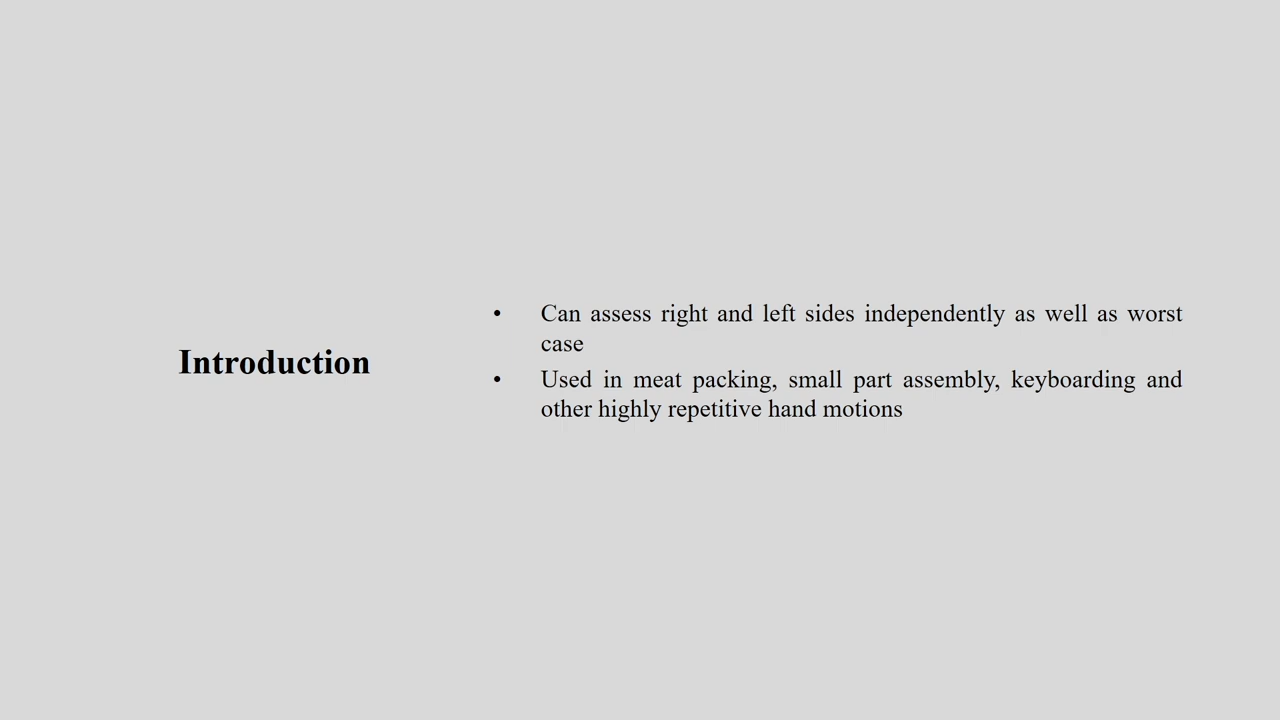 Introduction
• Can assess right and left sides independently as well as worst
case
• Used in meat packing, small part assembly, keyboarding and
other highly repetitive hand motions